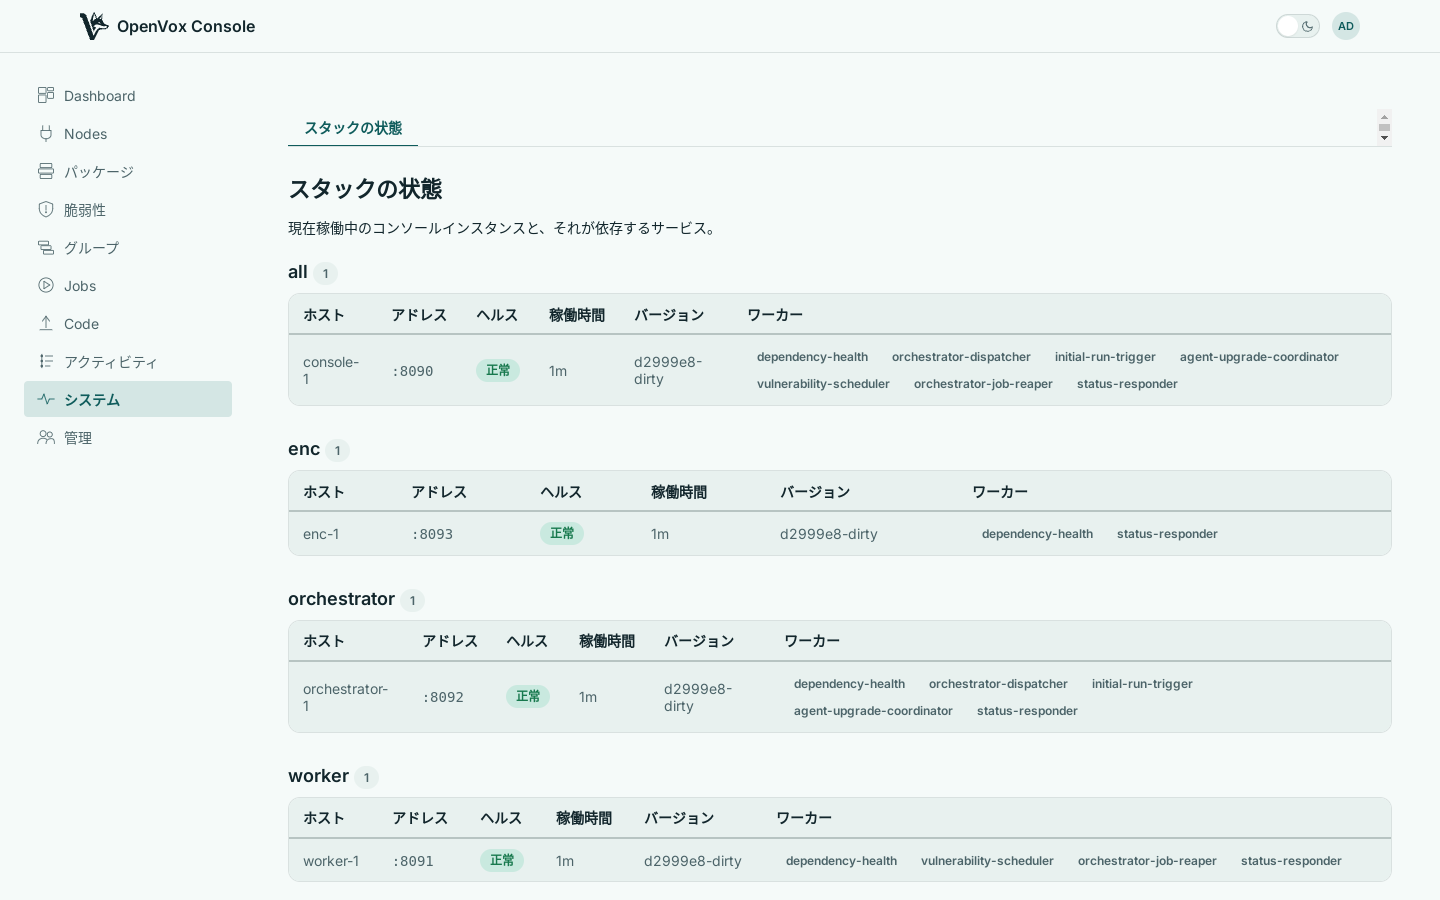 OpenVox Console
AD
Dashboard
Nodes
パッケージ
脆弱性
グループ
Jobs
Code
アクティビティ
システム
管理
スタックの状態
スタックの状態
現在稼働中のコンソールインスタンスと、それが依存するサービス。
all 1
ホスト アドレス ヘルス 稼働時間 バージョン ワーカー
console-1 :8090 正常 1m d2999e8-dirty dependency-health orchestrator-dispatcher initial-run-trigger agent-upgrade-coordinator
vulnerability-scheduler orchestrator-job-reaper status-responder
enc 1
ホスト アドレス ヘルス 稼働時間 バージョン ワーカー
enc-1 :8093 正常 1m d2999e8-dirty dependency-health status-responder
orchestrator 1
ホスト アドレス ヘルス 稼働時間 バージョン ワーカー
orchestrator-1 :8092 正常 1m d2999e8-dirty dependency-health orchestrator-dispatcher initial-run-trigger
agent-upgrade-coordinator status-responder
worker 1
ホスト アドレス ヘルス 稼働時間 バージョン ワーカー
worker-1 :8091 正常 1m d2999e8-dirty dependency-health vulnerability-scheduler orchestrator-job-reaper status-responder